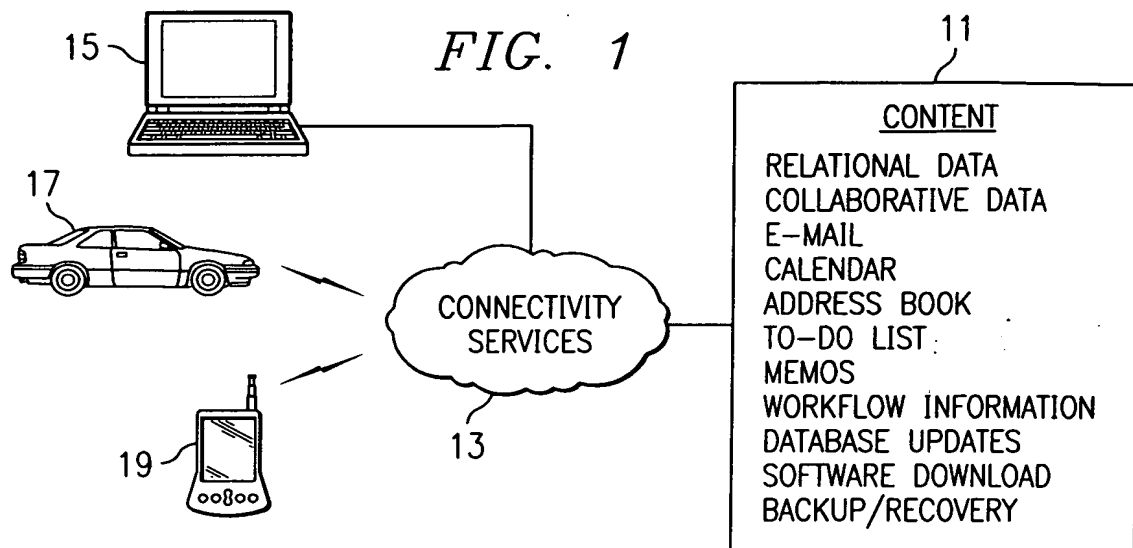 FIG. 1
15
17
19
CONNECTIVITY
SERVICES
13
11
CONTENT
RELATIONAL DATA
COLLABORATIVE DATA
E-MAIL
CALENDAR
ADDRESS BOOK
TO-DO LIST
MEMOS
WORKFLOW INFORMATION
DATABASE UPDATES
SOFTWARE DOWNLOAD
BACKUP/RECOVERY